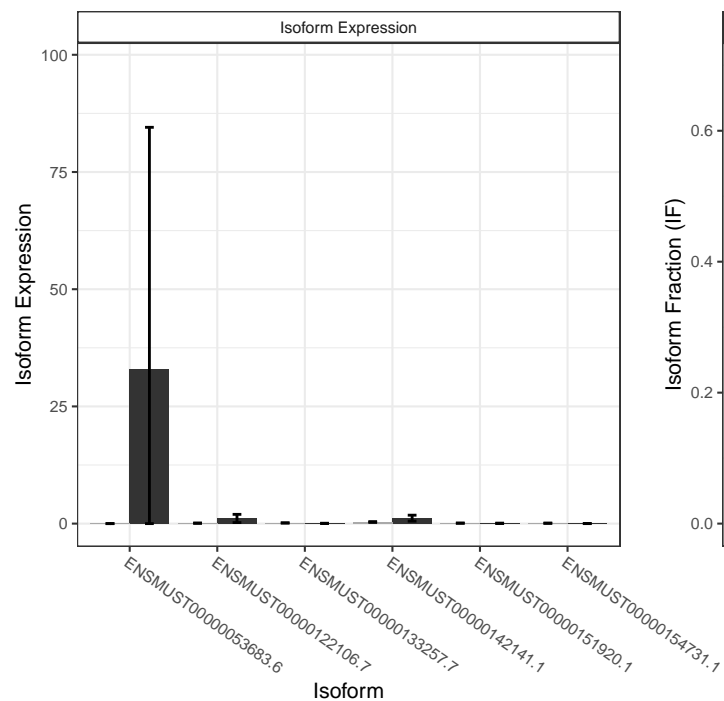 Isoform Expression
100
75
50
25
0
Isoform Expression
ENSMUST00000053683.6
ENSMUST00000122106.7
ENSMUST00000133257.7
ENSMUST00000142141.1
ENSMUST00000151920.1
ENSMUST00000154731.1
Isoform
Isoform Fraction (IF)
0.6
0.4
0.2
0.0